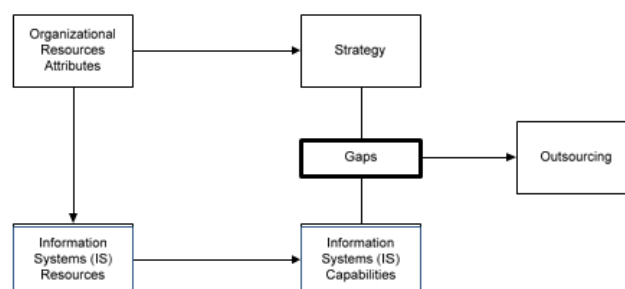 Organizational
Resources
Attributes
Strategy
Gaps
Outsourcing
Information
Systems (IS)
Resources
Information
Systems (IS)
Capabilities